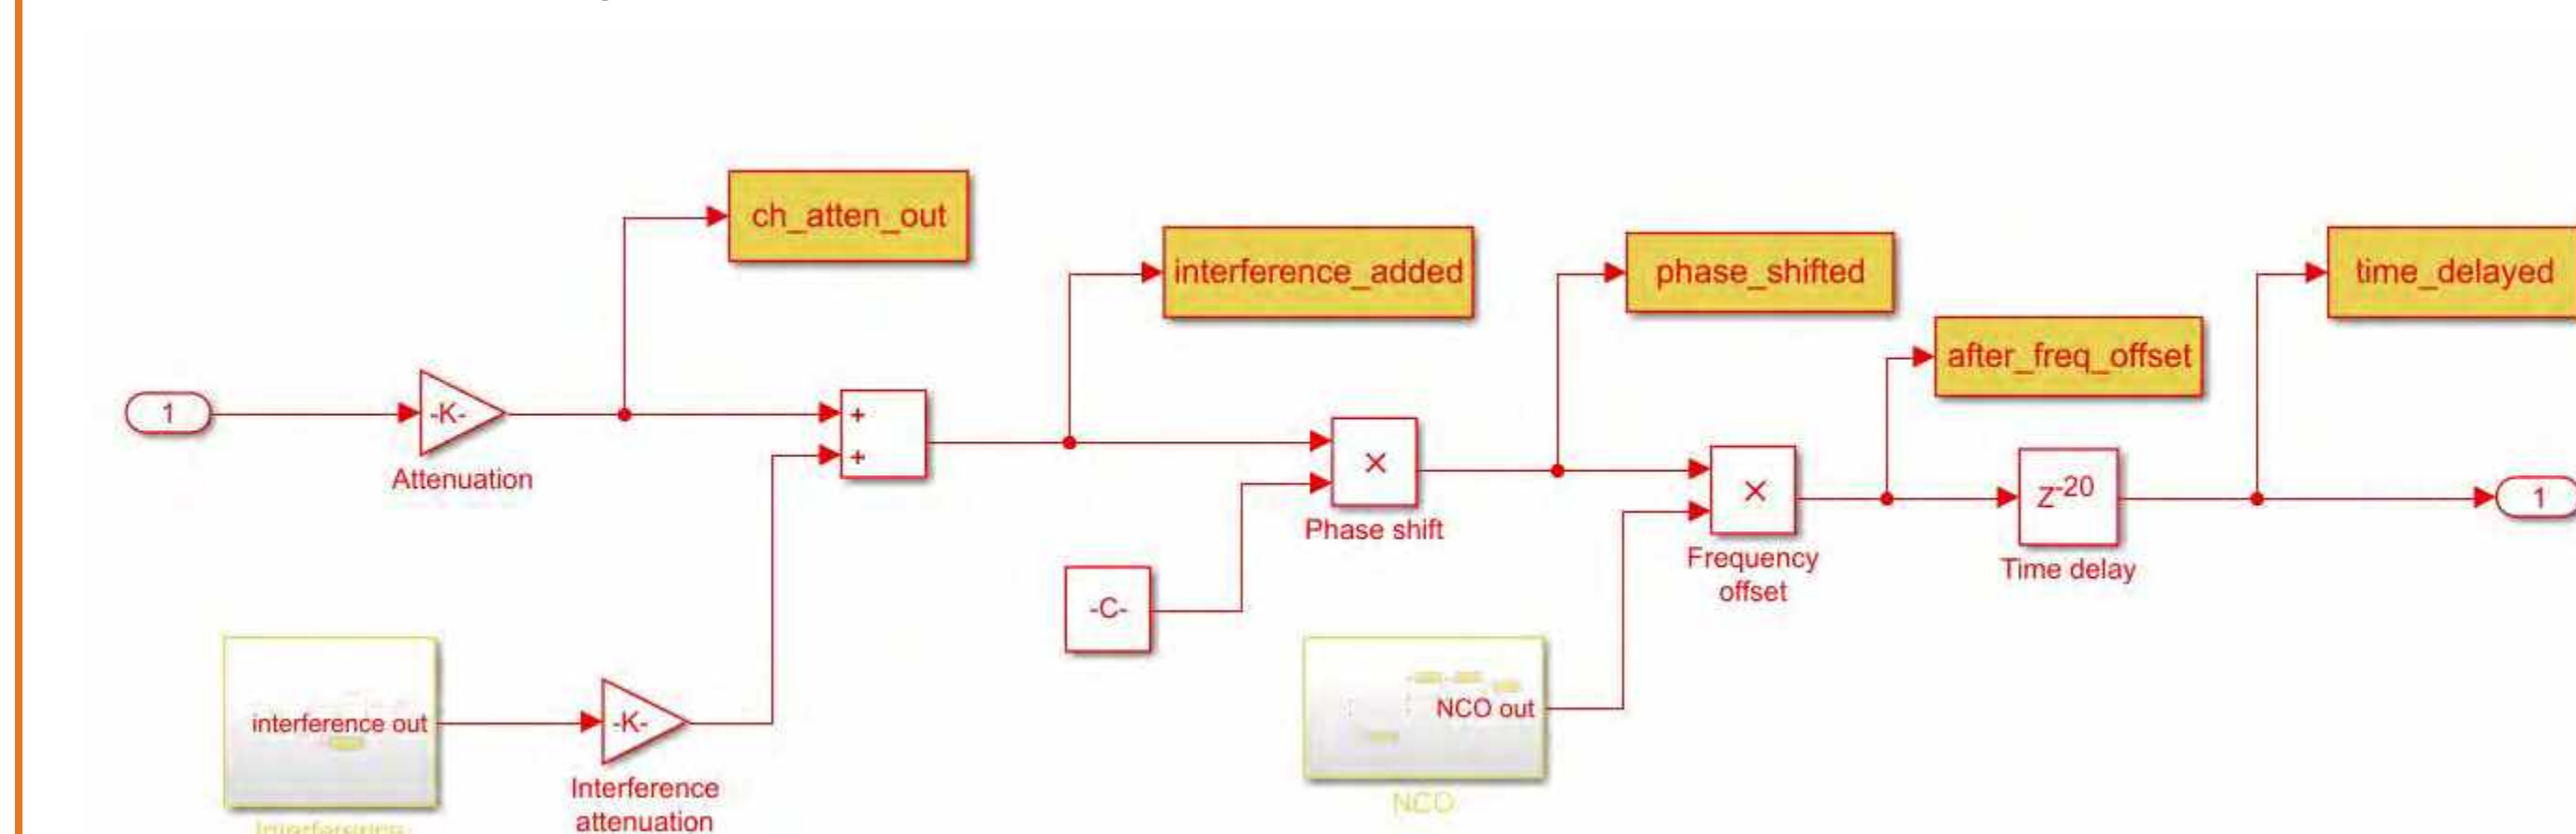 ch_atten_out
interference_added
phase_shifted
time_delayed
after_freq_offset
1
-K-
+
+
Attenuation
×
Phase shift
×
Frequency
offset
Z-20
Time delay
1
-C-
interference out
-K-
Interference
attenuation
NCO out
NCO
Interference